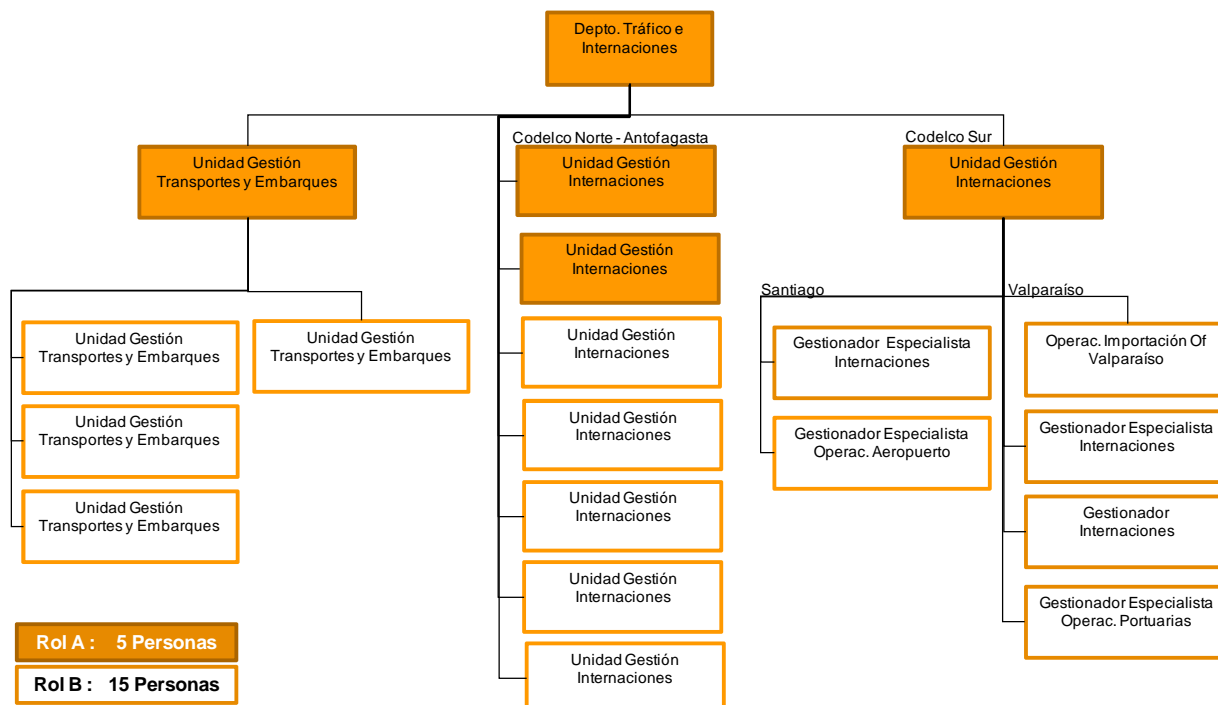 Depto. Tráfico e
Internaciones
Unidad Gestión
Transportes y Embarques
Unidad Gestión
Transportes y Embarques
Unidad Gestión
Transportes y Embarques
Unidad Gestión
Transportes y Embarques
Unidad Gestión
Transportes y Embarques
Codelco Norte - Antofagasta
Unidad Gestión
Internaciones
Unidad Gestión
Internaciones
Unidad Gestión
Internaciones
Unidad Gestión
Internaciones
Unidad Gestión
Internaciones
Unidad Gestión
Internaciones
Unidad Gestión
Internaciones
Codelco Sur
Unidad Gestión
Internaciones
Santiago
Gestionador Especialista
Internaciones
Gestionador Especialista
Operac. Aeropuerto
Valparaíso
Operac. Importación Of
Valparaíso
Gestionador Especialista
Internaciones
Gestionador
Internaciones
Gestionador Especialista
Operac. Portuarias
Rol A : 5 Personas
Rol B : 15 Personas